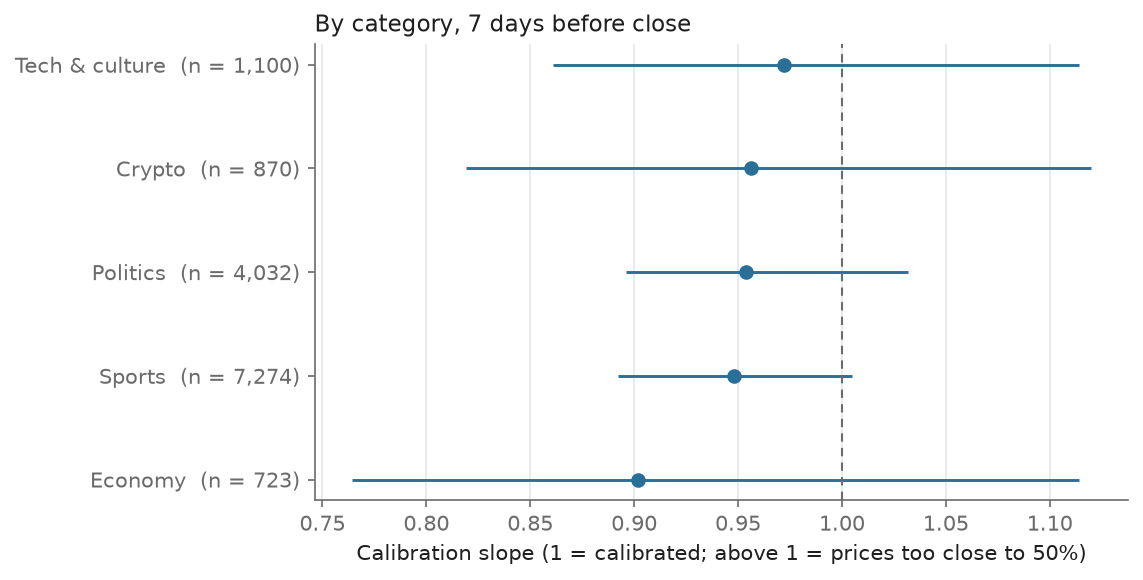 By category, 7 days before close
Tech & culture (n = 1,100)
Crypto (n = 870)
Politics (n = 4,032)
Sports (n = 7,274)
Economy (n = 723)
0.75 0.80 0.85 0.90 0.95 1.00 1.05 1.10
Calibration slope (1 = calibrated; above 1 = prices too close to 50%)